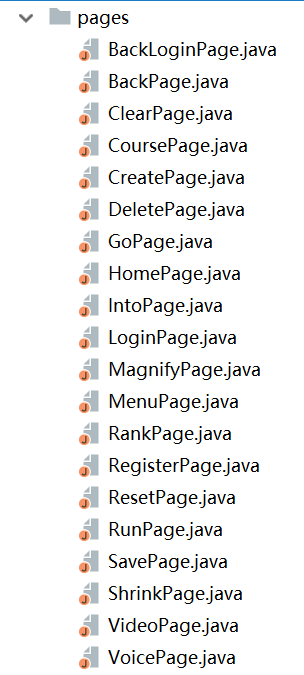 pages
BackLoginPage.java
BackPage.java
ClearPage.java
CoursePage.java
CreatePage.java
DeletePage.java
GoPage.java
HomePage.java
IntoPage.java
LoginPage.java
MagnifyPage.java
MenuPage.java
RankPage.java
RegisterPage.java
ResetPage.java
RunPage.java
SavePage.java
ShrinkPage.java
VideoPage.java
VoicePage.java